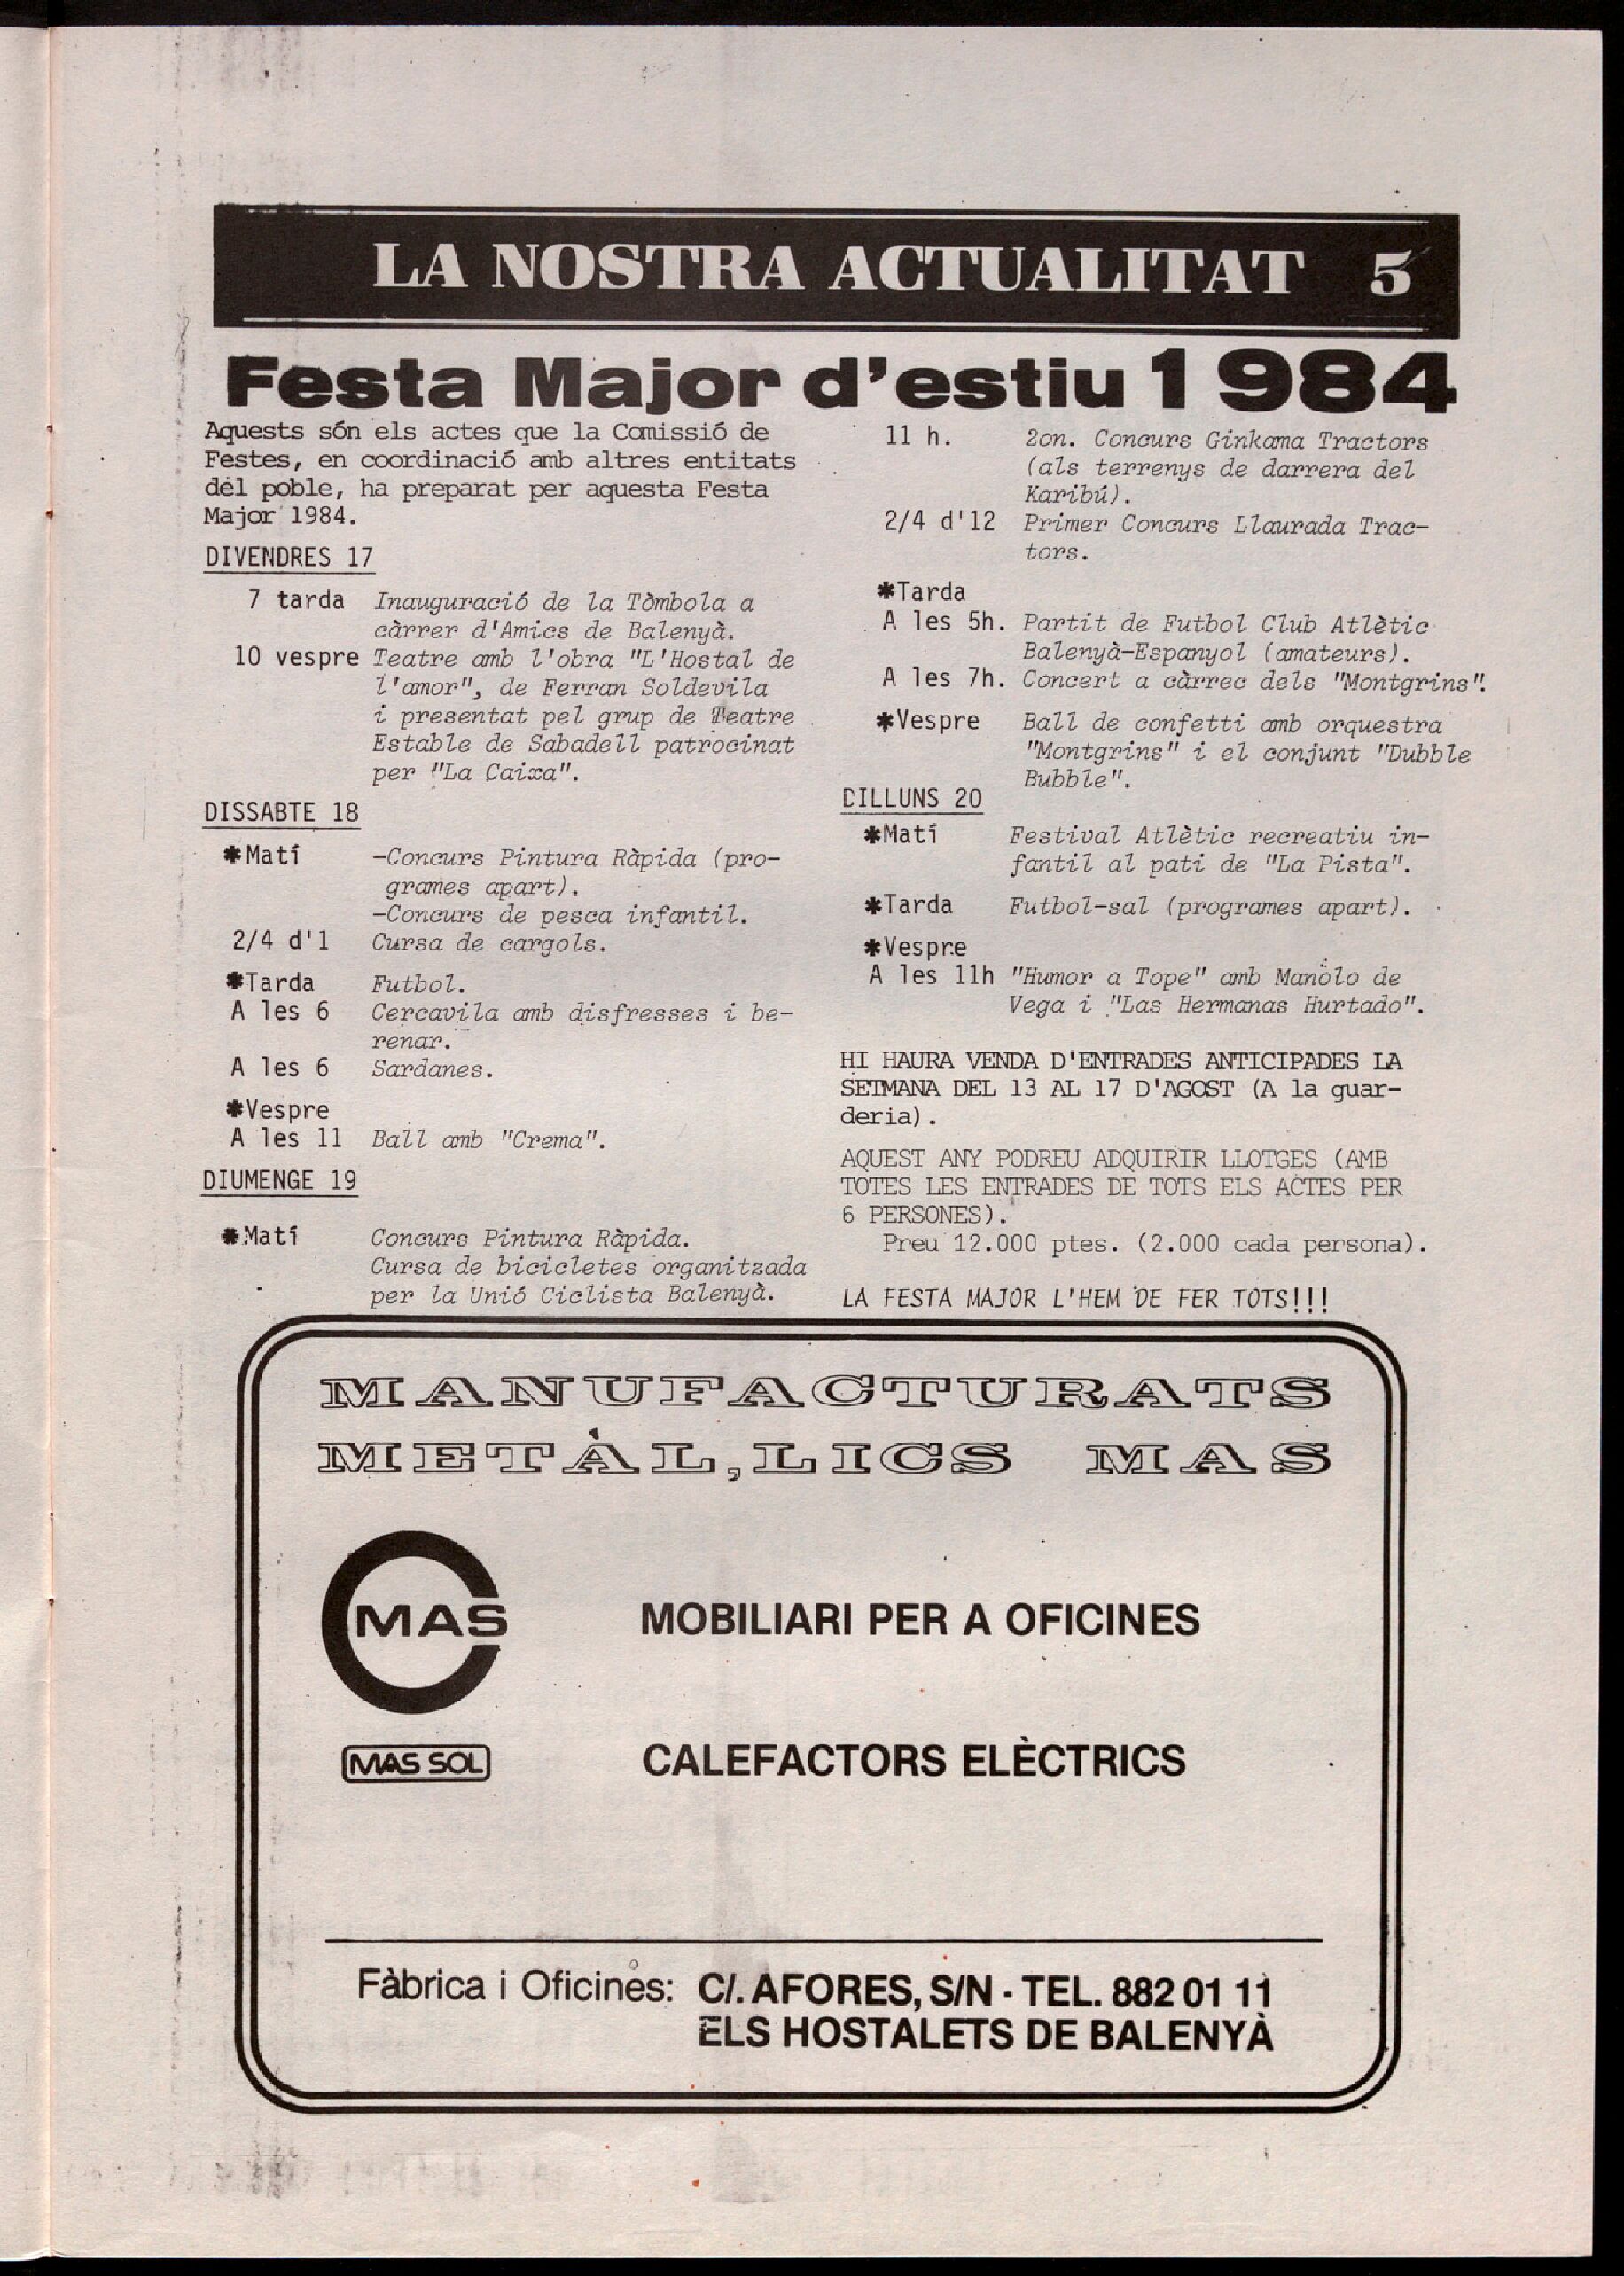 LA NOSTRA ACTUALITAT 5
Festa Major d'estiu 1984
Aquests són els actes que la Comissió de
Festes, en coordinació amb altres entitats
del poble, ha preparat per aquesta Festa
Major 1984.
DIVENDRES 17
7 tarda Inauguració de la Tòmbola a
càrrer d'Amics de Balenyà.
10 vespre Teatre amb l'obra "L'Hostal de
l'amor", de Ferran Soldevila
i presentat pel grup de Teatre
Estable de Sabadell patrocinat
per "La Caixa".
DISSABTE 18
*Matí -Concurs Pintura Ràpida (pro-
grames apart).
-Concurs de pesca infantil.
2/4 d'1 Cursa de cargols.
*Tarda Futbol.
A les 6 Cercavila amb disfresses i be-
renar.
A les 6 Sardanes.
*Vespre
A les 11 Ball amb "Crema".
DIUMENGE 19
*Matí Concurs Pintura Ràpida.
Cursa de bicicletes organitzada
per la Unió Ciclista Balenyà.
11 h. 2on. Concurs Ginkama Tractors
(als terrenys de darrera del
Karibú).
2/4 d'12 Primer Concurs Llaurada Trac-
tors.
*Tarda
A les 5h. Partit de Futbol Club Atlètic
Balenyà-Espanyol (amateurs).
A les 7h. Concert a càrrec dels "Montgrins".
*Vespre Ball de confetti amb orquestra
"Montgrins" i el conjunt "Dubble
Bubble".
DILLUNS 20
*Matí Festival Atlètic recreatiu in-
fantil al pati de "La Pista".
*Tarda Futbol-sal (programes apart).
*Vespre
A les 11h "Humor a Tope" amb Manolo de
Vega i "Las Hermanas Hurtado".
HI HAURA VENDA D'ENTRADES ANTICIPADES LA
SETMANA DEL 13 AL 17 D'AGOST (A la guar-
deria).
AQUEST ANY PODREU ADQUIRIR LLOTGES (AMB
TOTES LES ENTRADES DE TOTS ELS ACTES PER
6 PERSONES).
Preu 12.000 ptes. (2.000 cada persona).
LA FESTA MAJOR L'HEM DE FER TOTS!!!
MANUFACTURATS
METÀL,LICS MAS
MAS
MOBILIARI PER A OFICINES
MAS SOL
CALEFACTORS ELÈCTRICS
Fàbrica i Oficines: C/. AFORES, S/N - TEL. 882 01 11
ELS HOSTALETS DE BALENYÀ